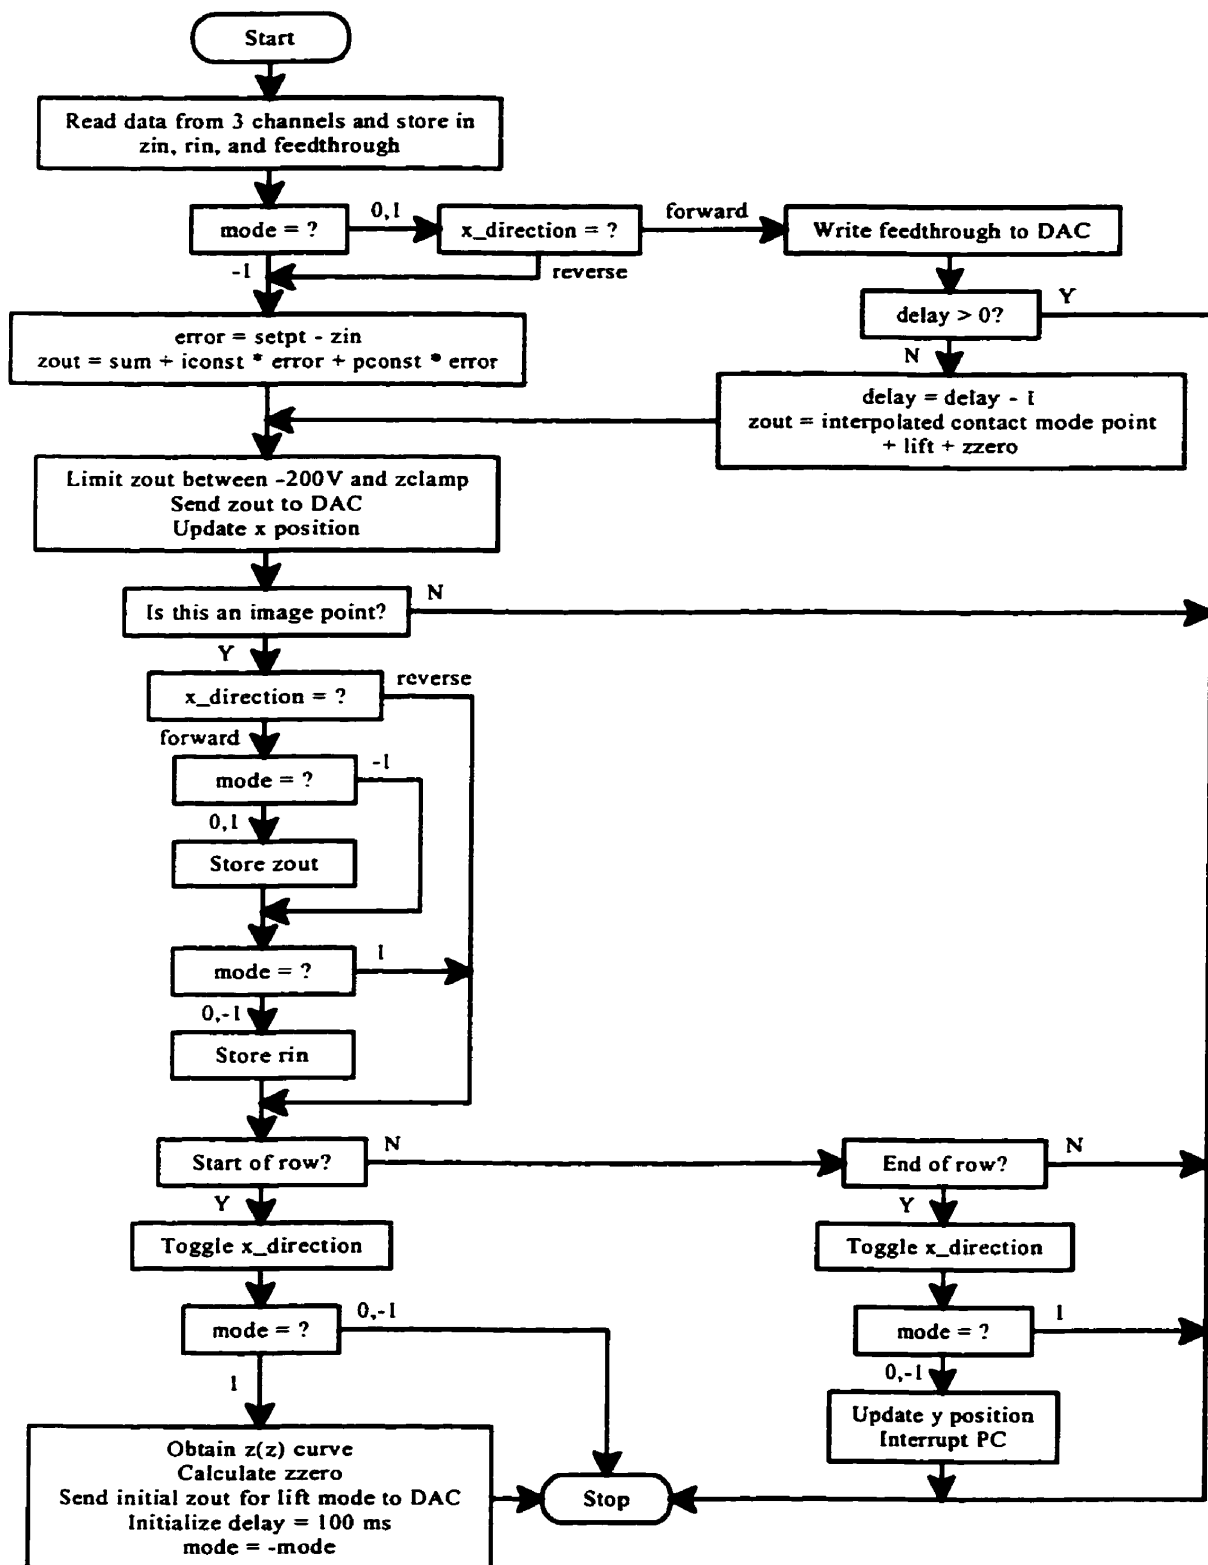 Start
Read data from 3 channels and store in
zin, rin, and feedthrough
mode = ?
0,1
x_direction = ?
forward
Write feedthrough to DAC
-1
reverse
delay > 0?
Y
error = setpt - zin
zout = sum + iconst * error + pconst * error
N
delay = delay - 1
zout = interpolated contact mode point
+ lift + zzero
Limit zout between -200V and zclamp
Send zout to DAC
Update x position
Is this an image point?
N
Y
x_direction = ?
reverse
forward
mode = ?
-1
0,1
Store zout
mode = ?
1
0,-1
Store rin
Start of row?
N
End of row?
N
Y
Y
Toggle x_direction
Toggle x_direction
mode = ?
0,-1
mode = ?
1
1
0,-1
Update y position
Interrupt PC
Obtain z(z) curve
Calculate zzero
Send initial zout for lift mode to DAC
Initialize delay = 100 ms
mode = -mode
Stop